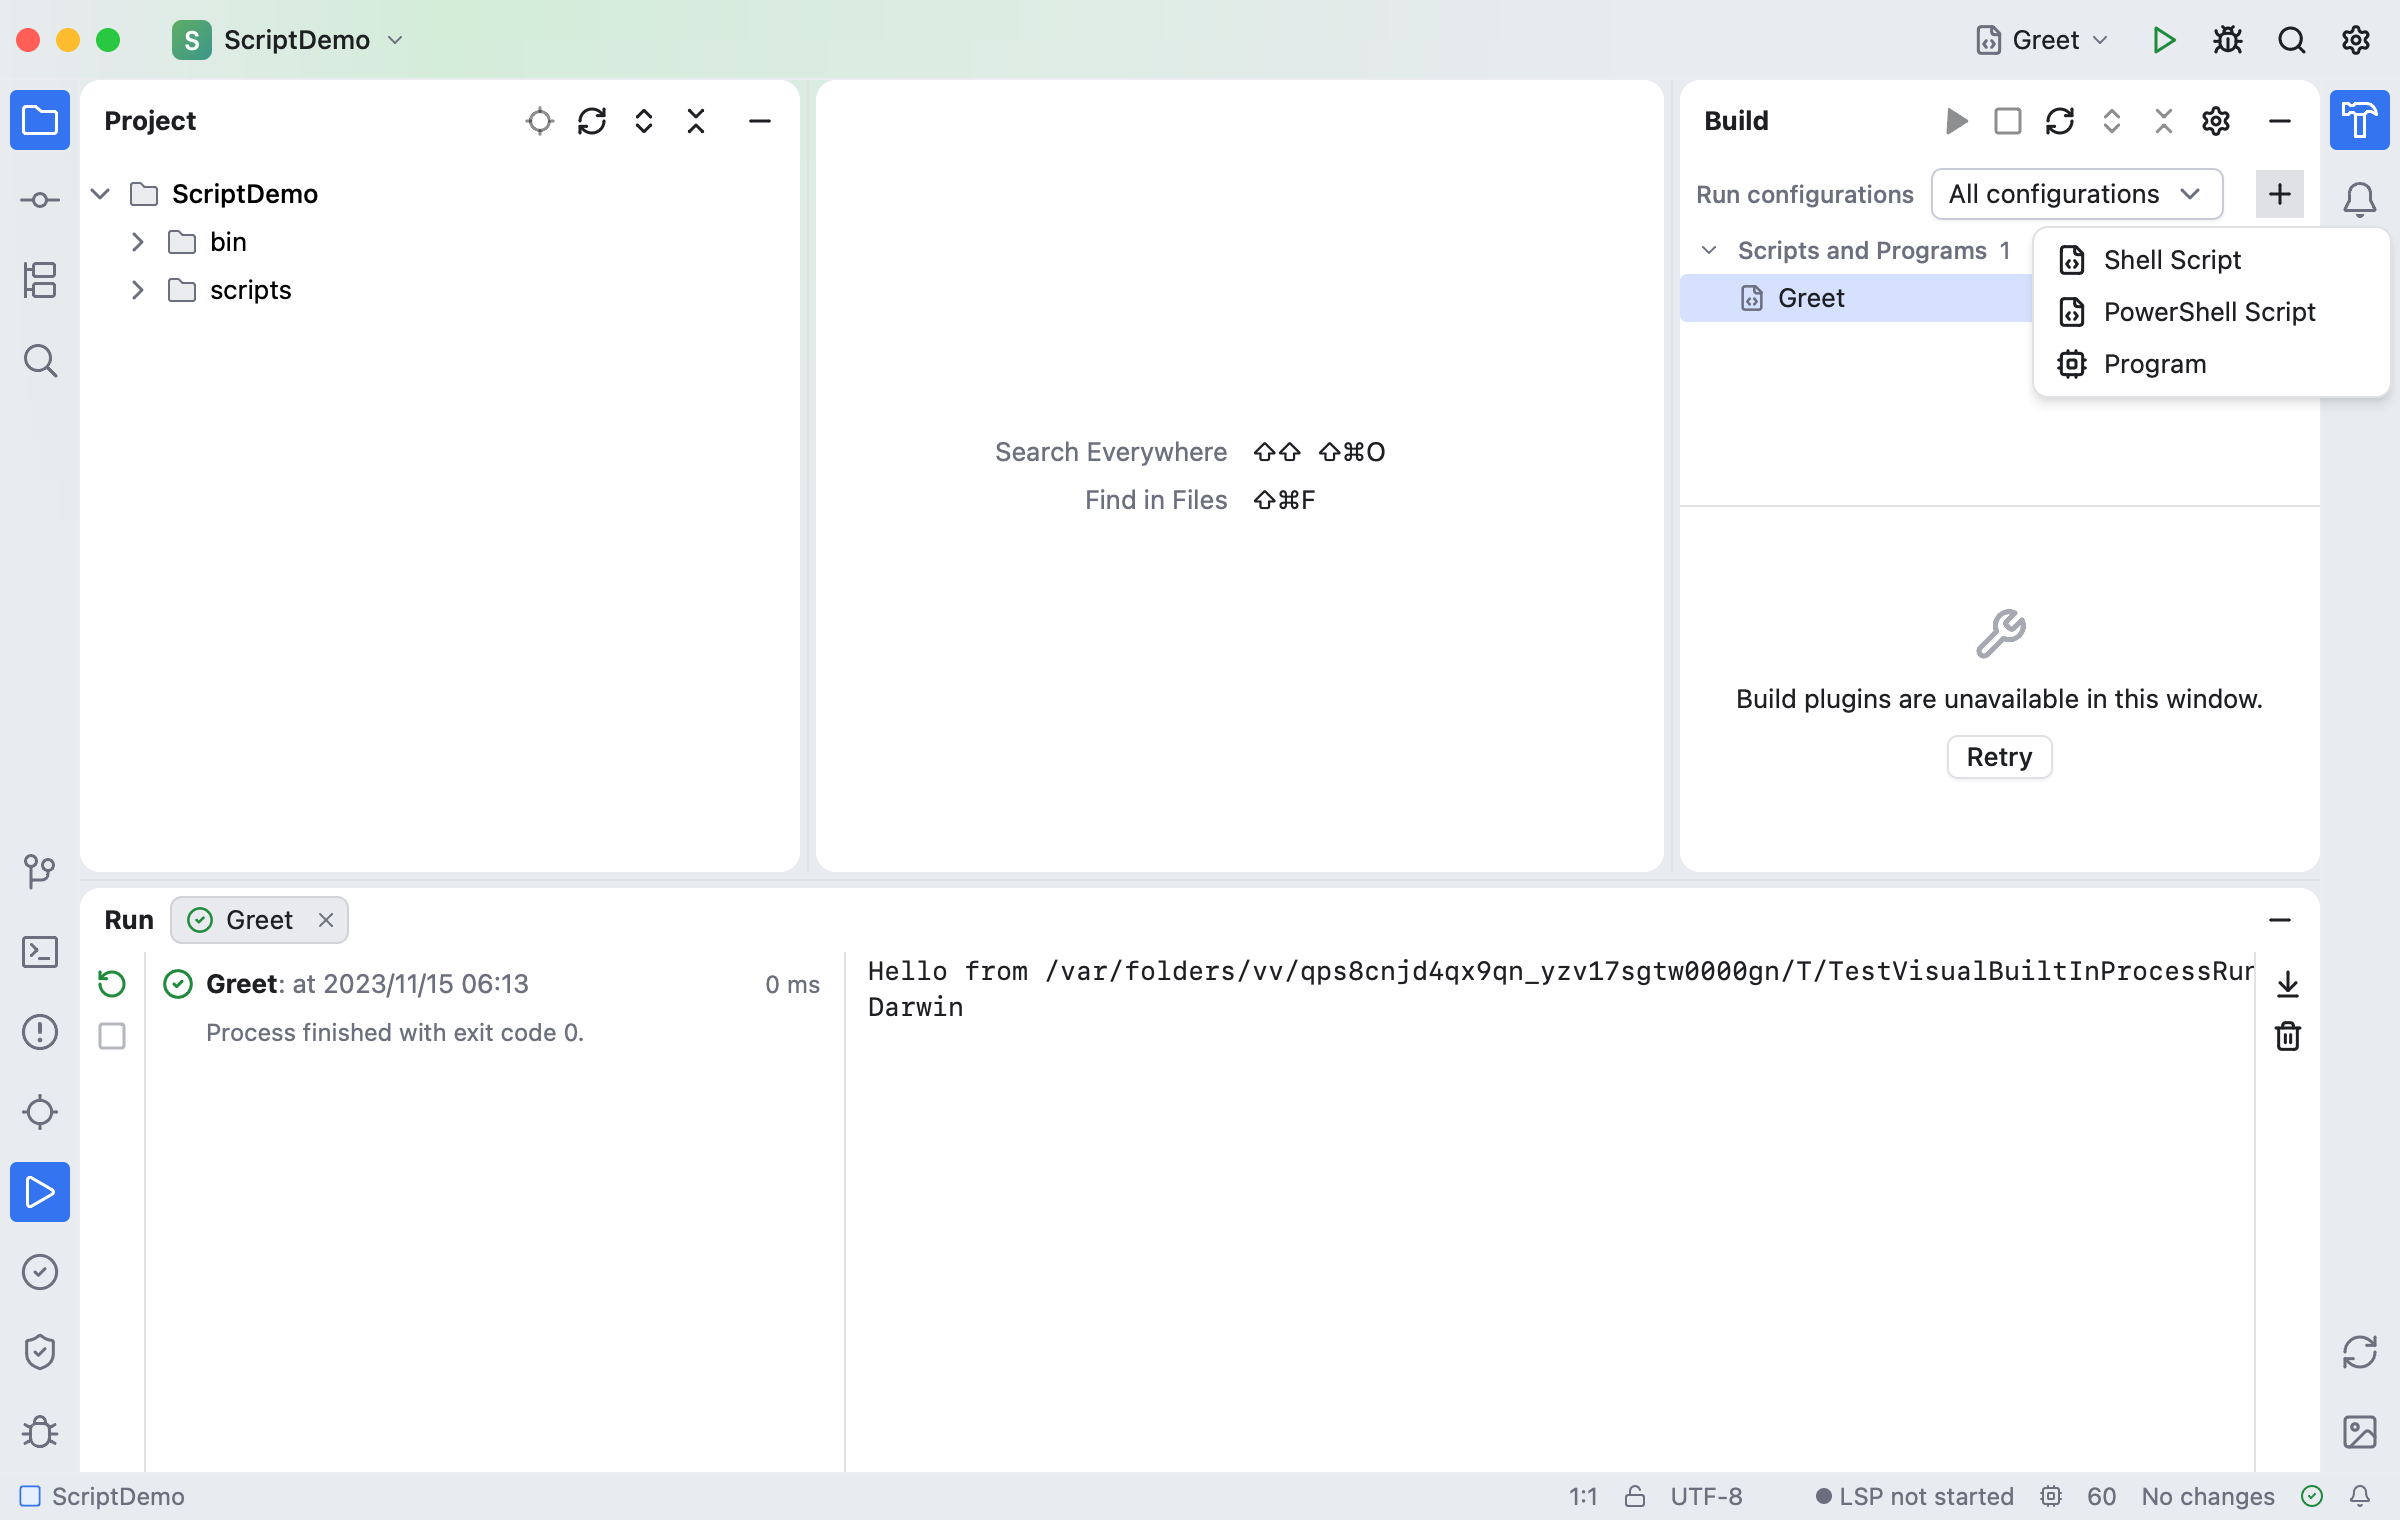 S ScriptDemo
Greet
Project
ScriptDemo
bin
scripts
Search Everywhere ⇧⇧ ⇧⌘O
Find in Files ⇧⌘F
Build
Run configurations All configurations
Scripts and Programs 1
Greet
Shell Script
PowerShell Script
Program
Build plugins are unavailable in this window.
Retry
Run Greet
Greet: at 2023/11/15 06:13 0 ms
Process finished with exit code 0.
Hello from /var/folders/vv/qps8cnjd4qx9qn_yzv17sgtw0000gn/T/TestVisualBuiltInProcessRun
Darwin
ScriptDemo 1:1 UTF-8 LSP not started 60 No changes